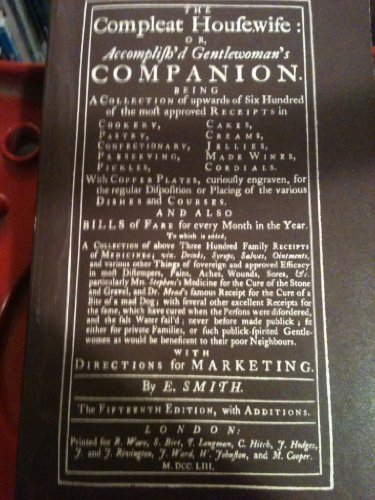 THE
Compleat Housewife:
OR,
Accomplish'd Gentlewoman's
COMPANION.
BEING
A COLLECTION of upwards of Six Hundred
of the most approved RECEIPTS in
COOKERY, CAKES,
PASTRY, CREAMS,
CONFECTIONARY, JELLIES,
PRESERVING, MADE WINES,
PICKLES, CORDIALS.
With COPPER PLATES, curiously engraven, for
the regular Disposition or Placing of the various
DISHES and COURSES.
AND ALSO
BILLS of FARE for every Month in the Year.
To which is added,
A COLLECTION of above Three Hundred Family RECEIPTS
of MEDICINES; viz. Drinks, Syrups, Salves, Ointments,
and various other Things of sovereign and approved Efficacy
in most Distempers, Pains, Aches, Wounds, Sores, &c.
particularly Mrs. Stephens's Medicine for the Cure of the Stone
and Gravel, and Dr. Mead's famous Receipt for the Cure of a
Bite of a mad Dog; with several other excellent Receipts for
the same, which have cured when the Persons were disordered,
and the salt Water fail'd; never before made publick; fit
either for private Families, or such publick-spirited Gentle-
women as would be beneficent to their poor Neighbours.
WITH
DIRECTIONS for MARKETING.
By E. SMITH.
The FIFTEENTH EDITION, with ADDITIONS.
LONDON:
Printed for R. Ware, S. Birt, T. Longman, C. Hitch, J. Hodges,
J. and J. Rivington, J. Ward, W. Johnston, and M. Cooper.
M.DCC.LIII.